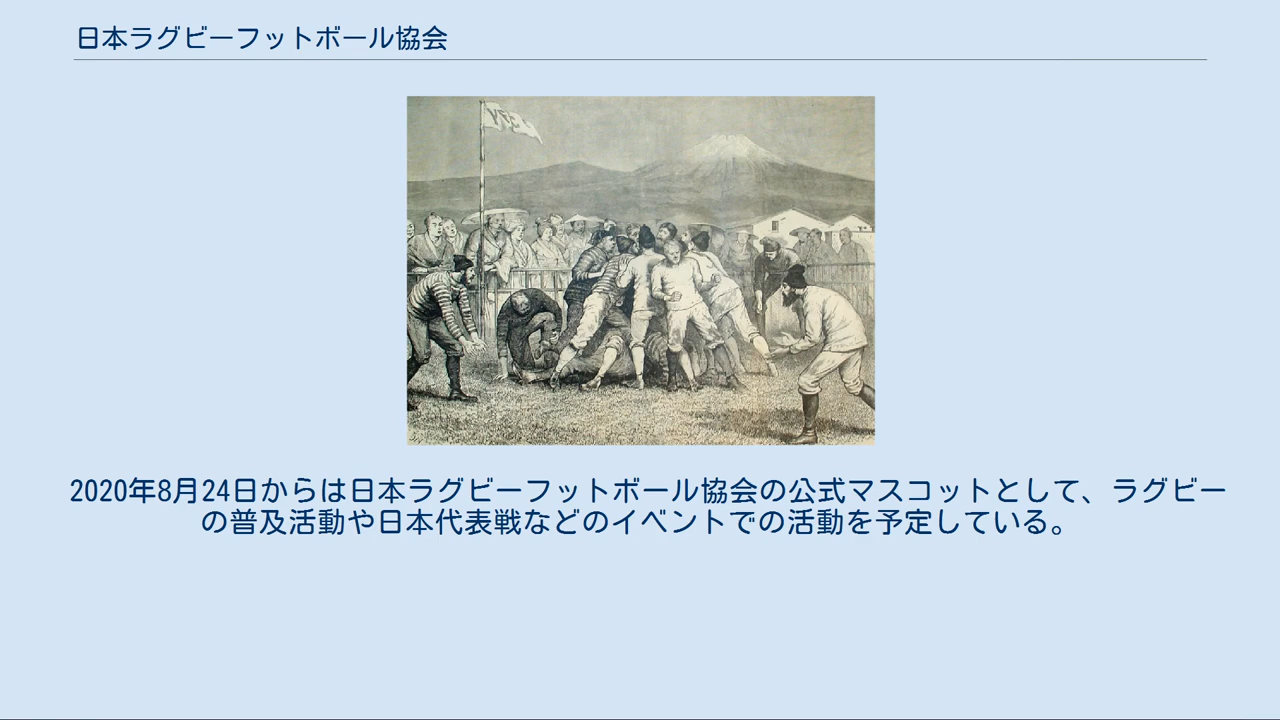 日本ラグビーフットボール協会
2020年8月24日からは日本ラグビーフットボール協会の公式マスコットとして、ラグビー
の普及活動や日本代表戦などのイベントでの活動を予定している。